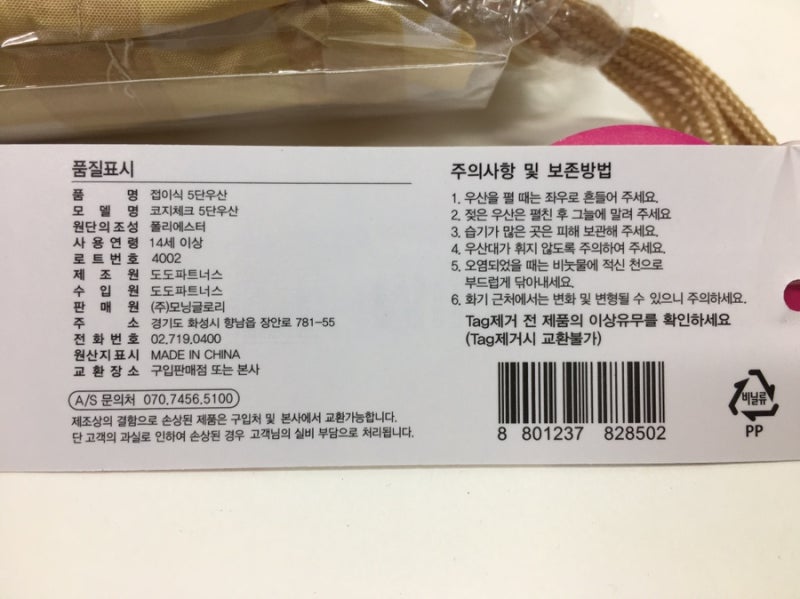 품질표시
품 명 접이식 5단우산
모 델 명 코지체크 5단우산
원단의조성 폴리에스터
사용연령 14세 이상
로트번호 4002
제 조 원 도도파트너스
수 입 원 도도파트너스
판 매 원 (주)모닝글로리
주 소 경기도 화성시 향남읍 장안로 781-55
전화번호 02.719.0400
원산지표시 MADE IN CHINA
교환장소 구입판매점 또는 본사
A/S 문의처 070.7456.5100
제조상의 결함으로 손상된 제품은 구입처 및 본사에서 교환가능합니다.
단 고객의 과실로 인하여 손상된 경우 고객님의 실비 부담으로 처리됩니다.
주의사항 및 보존방법
1. 우산을 펼 때는 좌우로 흔들어 주세요.
2. 젖은 우산은 펼친 후 그늘에 말려 주세요
3. 습기가 많은 곳은 피해 보관해 주세요.
4. 우산대가 휘지 않도록 주의하여 주세요.
5. 오염되었을 때는 비눗물에 적신 천으로
부드럽게 닦아내세요.
6. 화기 근처에서는 변화 및 변형될 수 있으니 주의하세요.
Tag제거 전 제품의 이상유무를 확인하세요
(Tag제거시 교환불가)
8 801237 828502
비닐류
PP